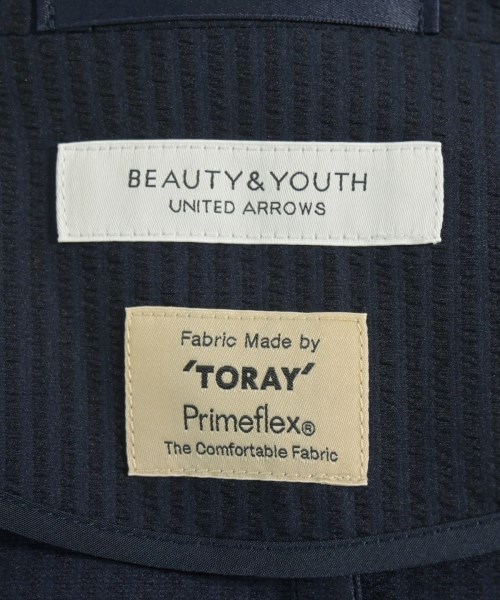 BEAUTY&YOUTH
UNITED ARROWS
Fabric Made by
'TORAY'
Primeflex®
The Comfortable Fabric